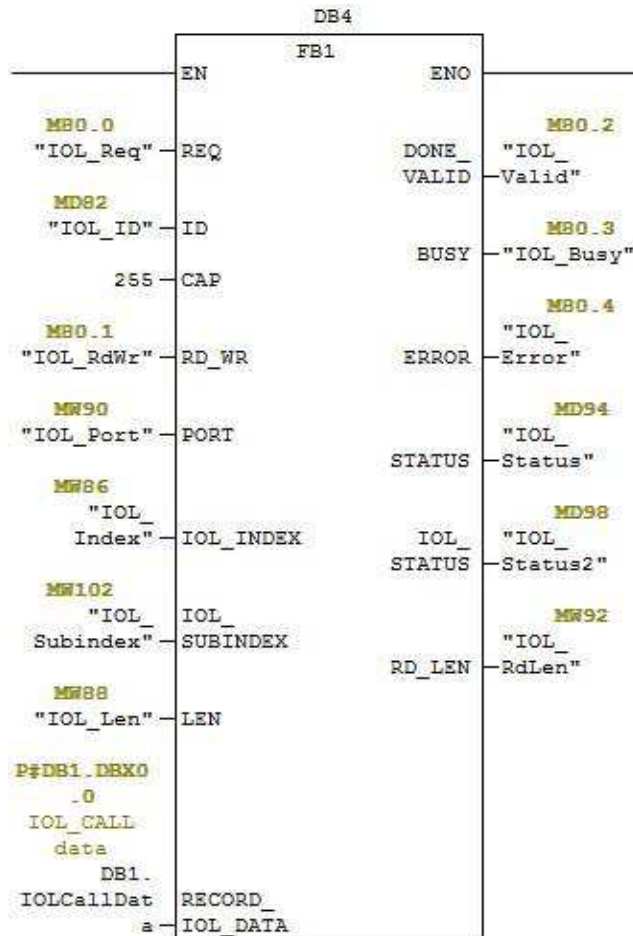 DB4
FB1
EN ENO
M80.0
"IOL_Req" REQ
M80.2
DONE_ "IOL_
VALID Valid"
MD82
"IOL_ID" ID
M80.3
BUSY "IOL_Busy"
255 CAP
M80.4
"IOL_
ERROR Error"
M80.1
"IOL_RdWr" RD_WR
MD94
"IOL_
STATUS Status"
MW90
"IOL_Port" PORT
MW86
"IOL_
Index" IOL_INDEX
MD98
IOL_ "IOL_
STATUS Status2"
MW102
"IOL_ IOL_
Subindex" SUBINDEX
MW92
"IOL_
RD_LEN RdLen"
MW88
"IOL_Len" LEN
P#DB1.DBX0
.0
IOL_CALL
data
DB1.
IOLCallDat RECORD_
a IOL_DATA